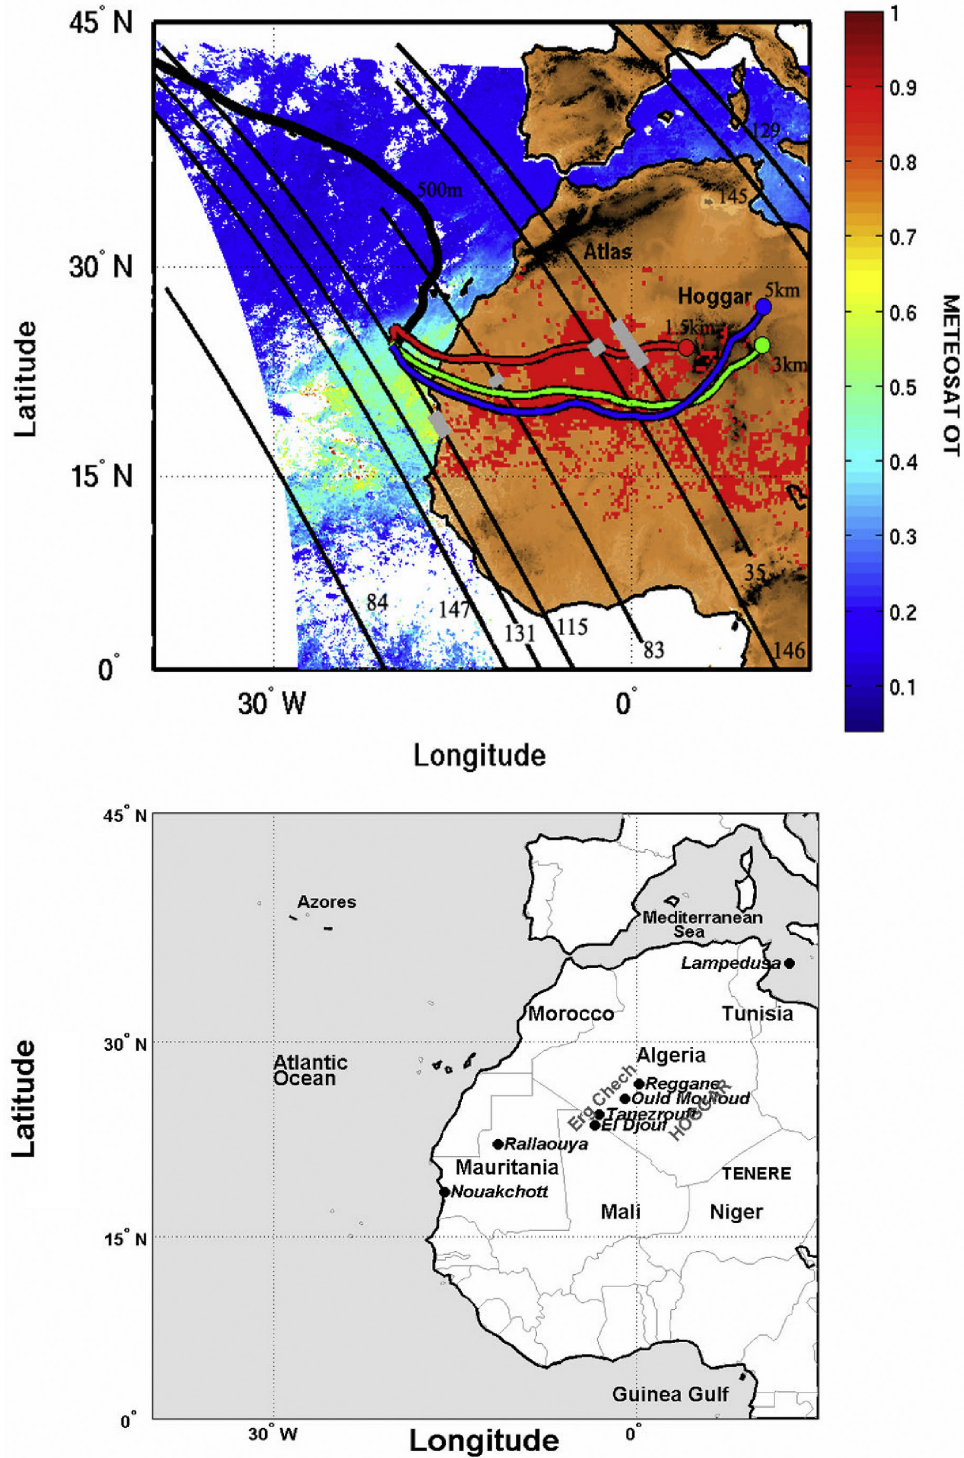 45° N
30° N
15° N
0°
30° W
0°
Latitude
Longitude
500m
129
145
Atlas
Hoggar
5km
1.5km
3km
84
147
131
115
83
35
146
1
0.9
0.8
0.7
0.6
0.5
0.4
0.3
0.2
0.1
METEOSAT OT
45° N
30° N
15° N
0°
30° W
0°
Latitude
Longitude
Azores
Mediterranean
Sea
Lampedusa
Morocco
Tunisia
Atlantic
Ocean
Algeria
Reggane
Erg Chech
Ould Mouloud
HOGGAR
Tanezrouft
El Djouf
Rallaouya
Mauritania
TENERE
Nouakchott
Mali
Niger
Guinea Gulf